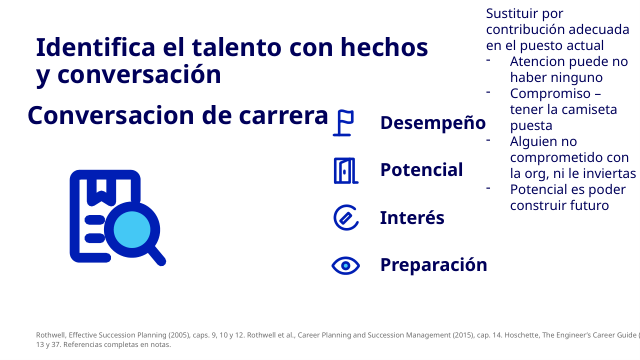 Identifica el talento con hechos
y conversación
Conversacion de carrera
Desempeño
Potencial
Interés
Preparación
Sustituir por
contribución adecuada
en el puesto actual
- Atencion puede no
haber ninguno
- Compromiso –
tener la camiseta
puesta
- Alguien no
comprometido con
la org, ni le inviertas
- Potencial es poder
construir futuro
Rothwell, Effective Succession Planning (2005), caps. 9, 10 y 12. Rothwell et al., Career Planning and Succession Management (2015), cap. 14. Hoschette, The Engineer's Career Guide (
13 y 37. Referencias completas en notas.